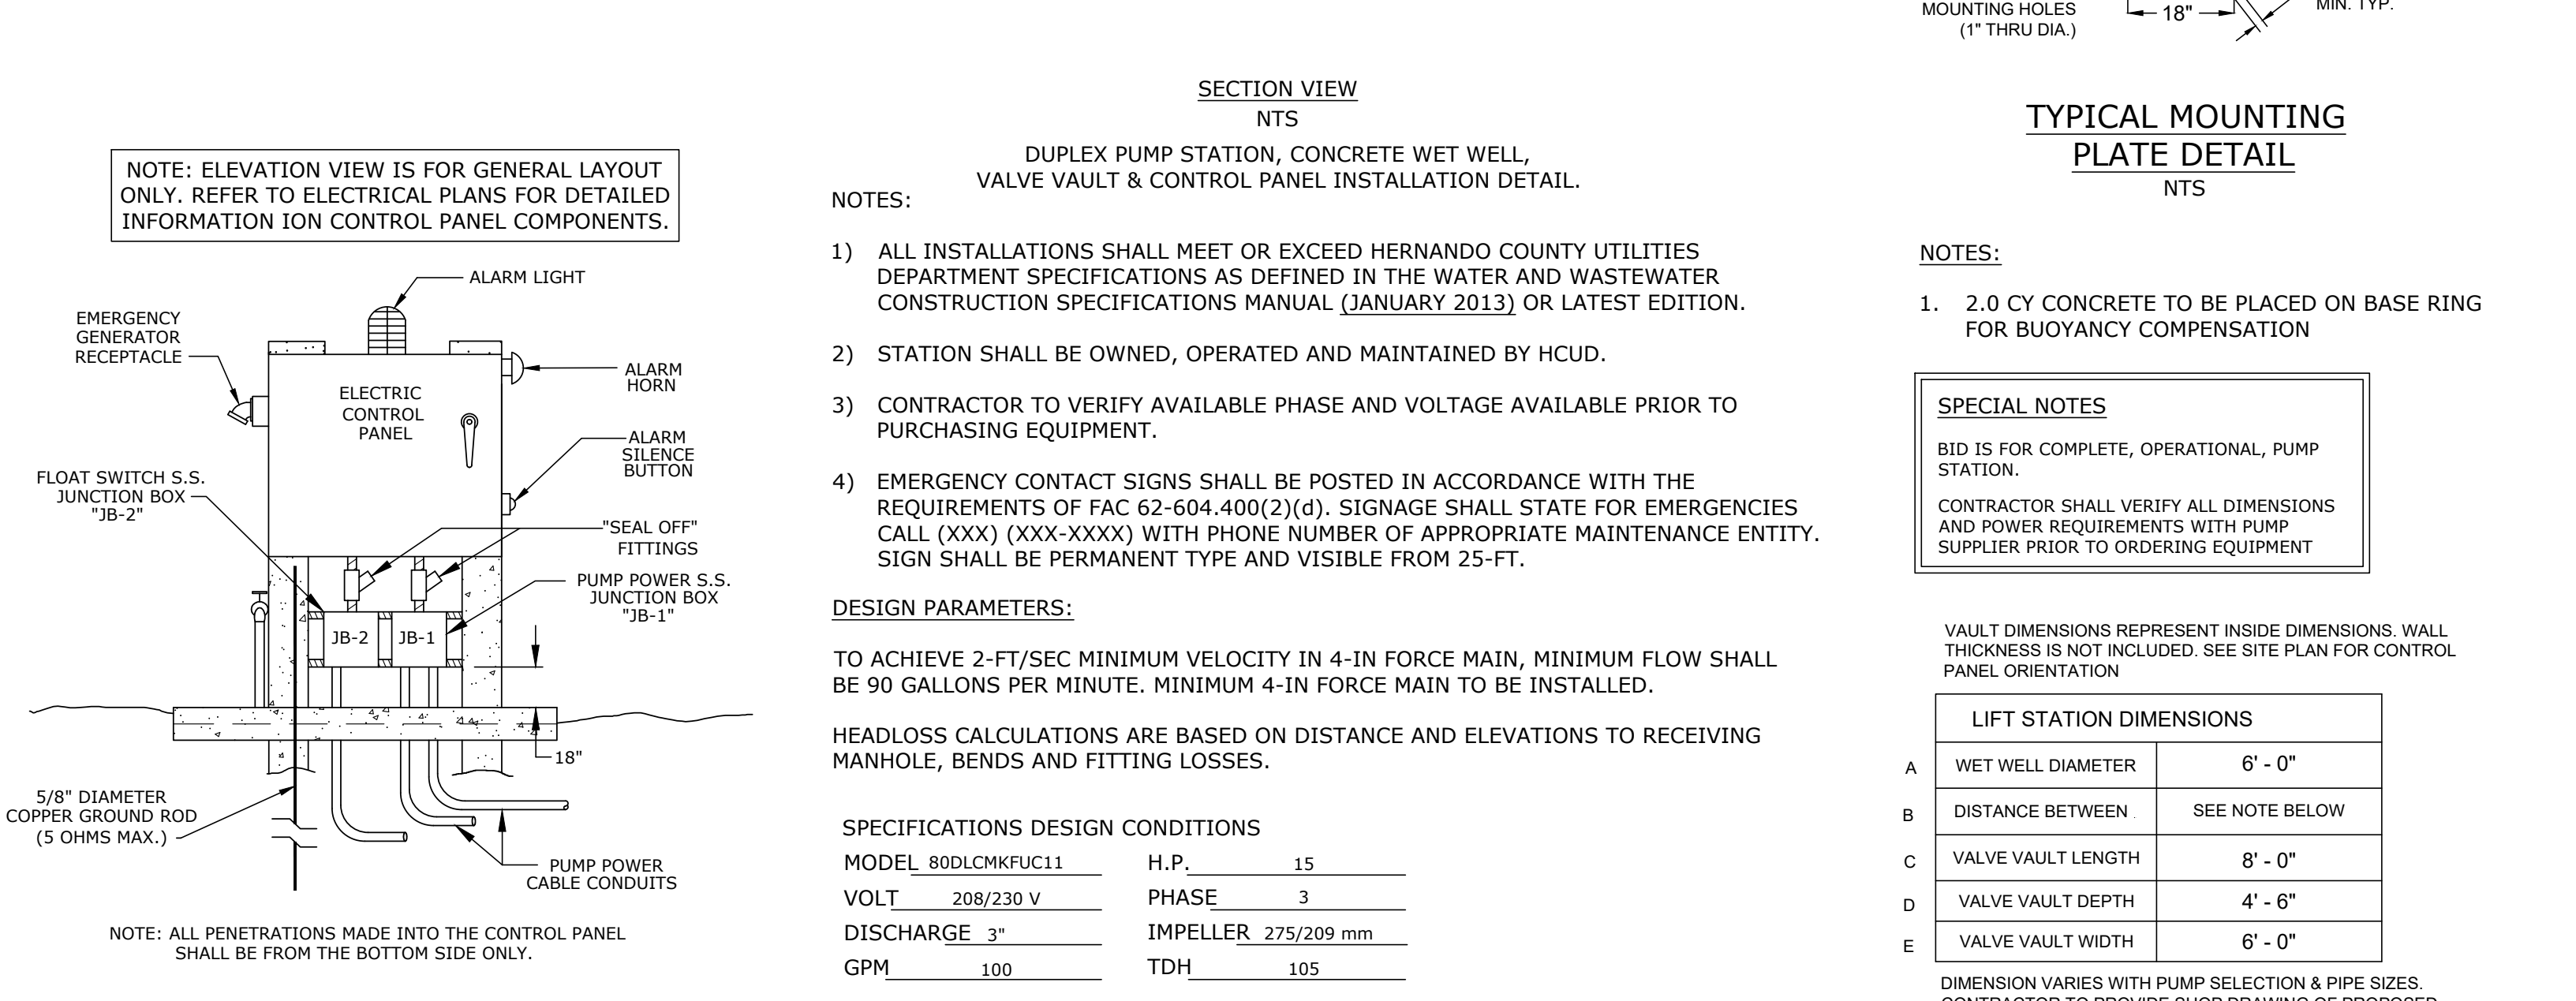 MOUNTING HOLES
(1" THRU DIA.)
18"
MIN. TYP.
NOTE: ELEVATION VIEW IS FOR GENERAL LAYOUT
ONLY. REFER TO ELECTRICAL PLANS FOR DETAILED
INFORMATION ION CONTROL PANEL COMPONENTS.
ALARM LIGHT
EMERGENCY
GENERATOR
RECEPTACLE
ALARM
HORN
ELECTRIC
CONTROL
PANEL
ALARM
SILENCE
BUTTON
FLOAT SWITCH S.S.
JUNCTION BOX
"JB-2"
"SEAL OFF"
FITTINGS
PUMP POWER S.S.
JUNCTION BOX
"JB-1"
JB-2
JB-1
18"
5/8" DIAMETER
COPPER GROUND ROD
(5 OHMS MAX.)
PUMP POWER
CABLE CONDUITS
NOTE: ALL PENETRATIONS MADE INTO THE CONTROL PANEL
SHALL BE FROM THE BOTTOM SIDE ONLY.
SECTION VIEW
NTS
DUPLEX PUMP STATION, CONCRETE WET WELL,
VALVE VAULT & CONTROL PANEL INSTALLATION DETAIL.
NOTES:
1) ALL INSTALLATIONS SHALL MEET OR EXCEED HERNANDO COUNTY UTILITIES
DEPARTMENT SPECIFICATIONS AS DEFINED IN THE WATER AND WASTEWATER
CONSTRUCTION SPECIFICATIONS MANUAL (JANUARY 2013) OR LATEST EDITION.
2) STATION SHALL BE OWNED, OPERATED AND MAINTAINED BY HCUD.
3) CONTRACTOR TO VERIFY AVAILABLE PHASE AND VOLTAGE AVAILABLE PRIOR TO
PURCHASING EQUIPMENT.
4) EMERGENCY CONTACT SIGNS SHALL BE POSTED IN ACCORDANCE WITH THE
REQUIREMENTS OF FAC 62-604.400(2)(d). SIGNAGE SHALL STATE FOR EMERGENCIES
CALL (XXX) (XXX-XXXX) WITH PHONE NUMBER OF APPROPRIATE MAINTENANCE ENTITY.
SIGN SHALL BE PERMANENT TYPE AND VISIBLE FROM 25-FT.
DESIGN PARAMETERS:
TO ACHIEVE 2-FT/SEC MINIMUM VELOCITY IN 4-IN FORCE MAIN, MINIMUM FLOW SHALL
BE 90 GALLONS PER MINUTE. MINIMUM 4-IN FORCE MAIN TO BE INSTALLED.
HEADLOSS CALCULATIONS ARE BASED ON DISTANCE AND ELEVATIONS TO RECEIVING
MANHOLE, BENDS AND FITTING LOSSES.
SPECIFICATIONS DESIGN CONDITIONS
MODEL 80DLCMKFUC11 H.P. 15
VOLT 208/230 V PHASE 3
DISCHARGE 3" IMPELLER 275/209 mm
GPM 100 TDH 105
TYPICAL MOUNTING
PLATE DETAIL
NTS
NOTES:
1. 2.0 CY CONCRETE TO BE PLACED ON BASE RING
FOR BUOYANCY COMPENSATION
SPECIAL NOTES
BID IS FOR COMPLETE, OPERATIONAL, PUMP
STATION.
CONTRACTOR SHALL VERIFY ALL DIMENSIONS
AND POWER REQUIREMENTS WITH PUMP
SUPPLIER PRIOR TO ORDERING EQUIPMENT
VAULT DIMENSIONS REPRESENT INSIDE DIMENSIONS. WALL
THICKNESS IS NOT INCLUDED. SEE SITE PLAN FOR CONTROL
PANEL ORIENTATION
LIFT STATION DIMENSIONS
A WET WELL DIAMETER 6' - 0"
B DISTANCE BETWEEN SEE NOTE BELOW
C VALVE VAULT LENGTH 8' - 0"
D VALVE VAULT DEPTH 4' - 6"
E VALVE VAULT WIDTH 6' - 0"
DIMENSION VARIES WITH PUMP SELECTION & PIPE SIZES.
CONTRACTOR TO PROVIDE SHOP DRAWING OF PROPOSED